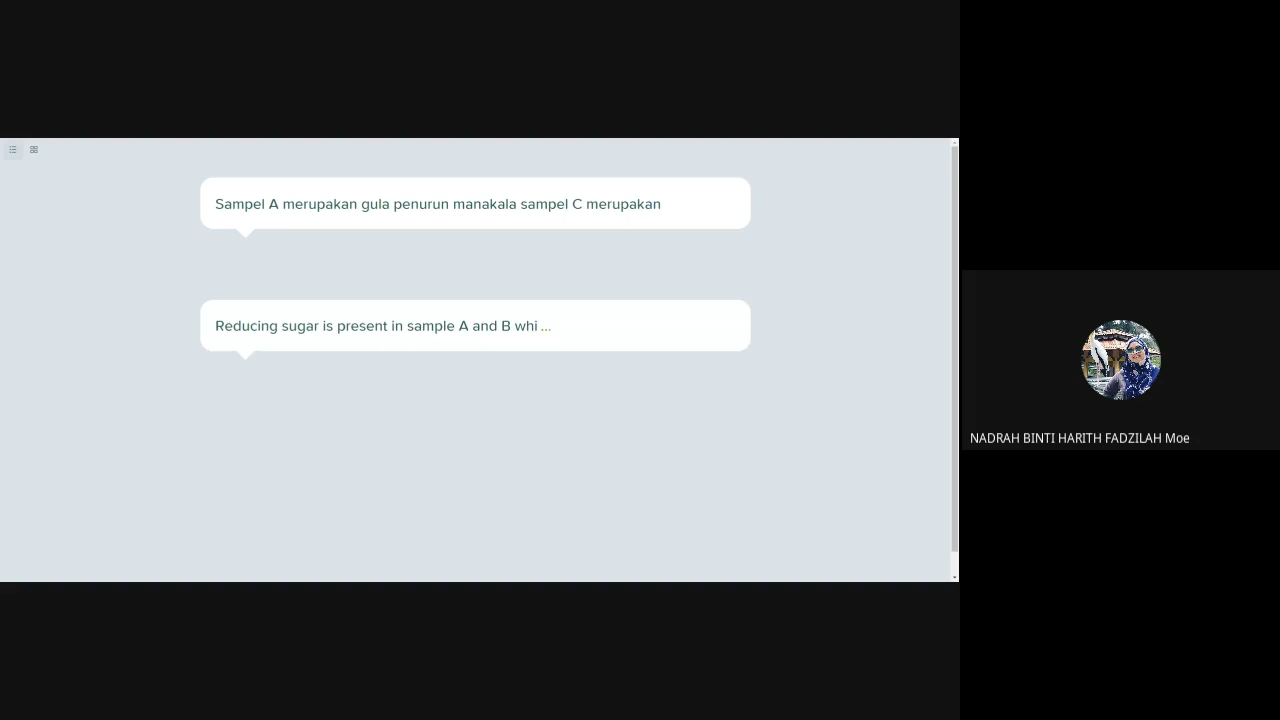 Sampel A merupakan gula penurun manakala sampel C merupakan
Reducing sugar is present in sample A and B whi ...
NADRAH BINTI HARITH FADZILAH Moe